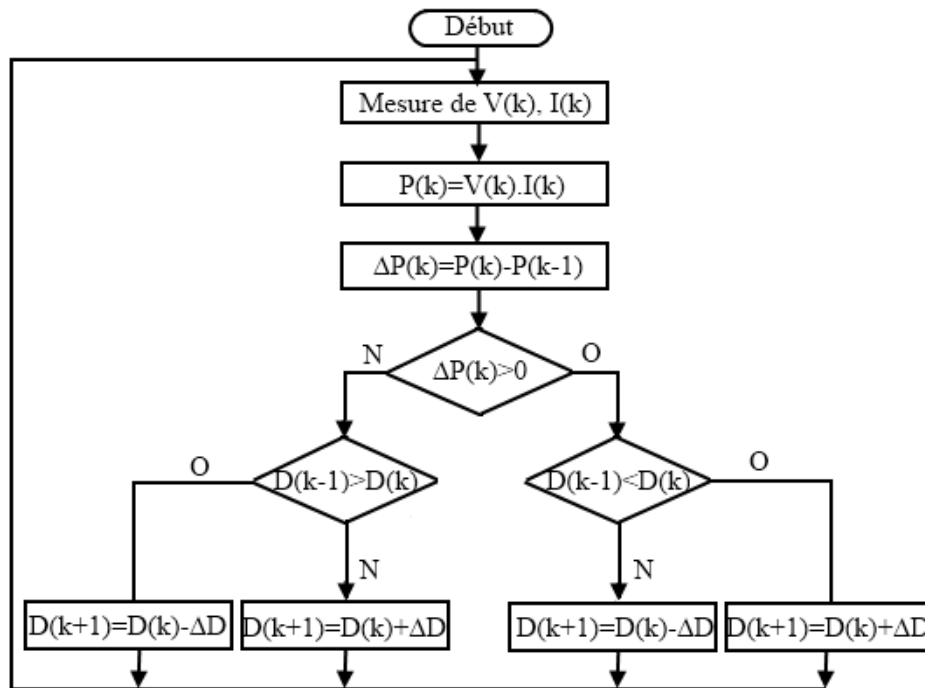 Début
Mesure de V(k), I(k)
P(k)=V(k).I(k)
ΔP(k)=P(k)-P(k-1)
N
ΔP(k)>0
O
O
D(k-1)>D(k)
D(k-1)<D(k)
O
N
N
D(k+1)=D(k)-ΔD
D(k+1)=D(k)+ΔD
D(k+1)=D(k)-ΔD
D(k+1)=D(k)+ΔD